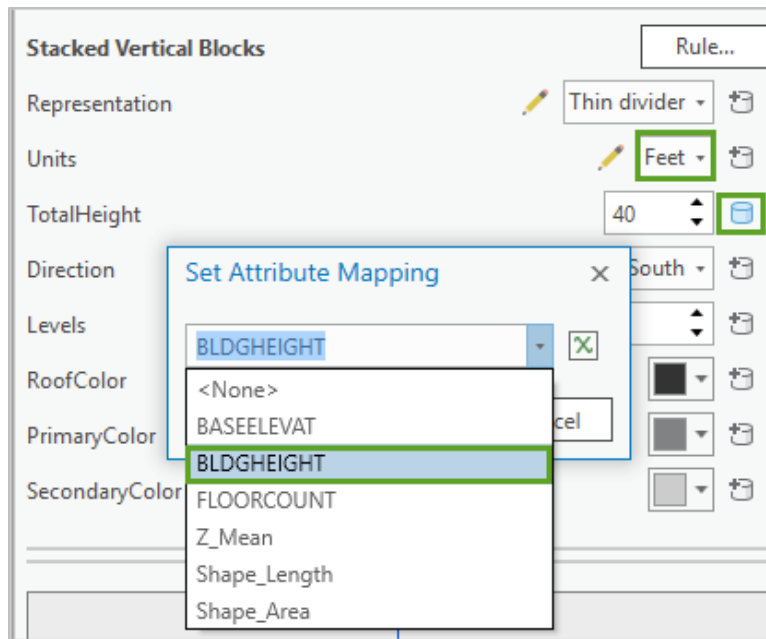 Stacked Vertical Blocks Rule...
Representation Thin divider
Units Feet
TotalHeight 40
Direction South
Set Attribute Mapping
Levels
BLDGHEIGHT
RoofColor
<None>
PrimaryColor
BASEELEVAT cel
BLDGHEIGHT
SecondaryColor
FLOORCOUNT
Z_Mean
Shape_Length
Shape_Area